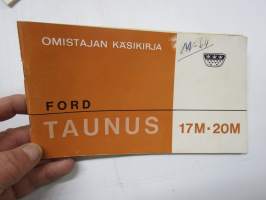 OMISTAJAN KÄSIKIRJA
FORD
TAUNUS
17M · 20M